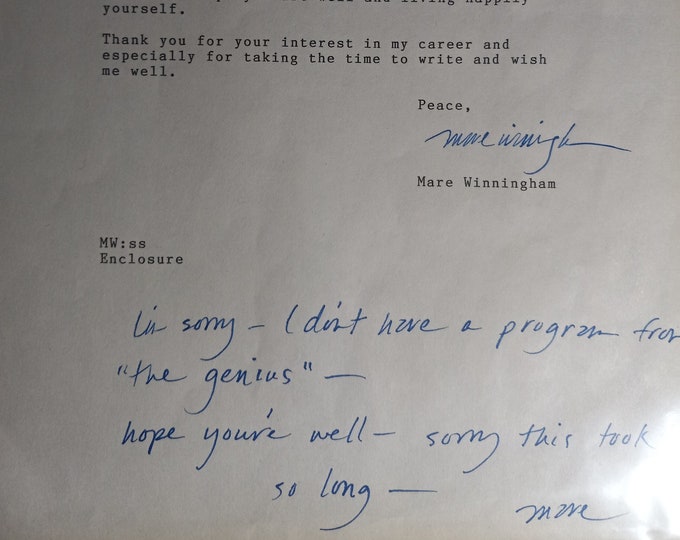 yourself.
Thank you for your interest in my career and
especially for taking the time to write and wish
me well.
Peace,
mare winningh
Mare Winningham
MW:ss
Enclosure
I'm sorry — I don't have a program from
"the genius" —
hope you're well — sorry this took
so long —
mare